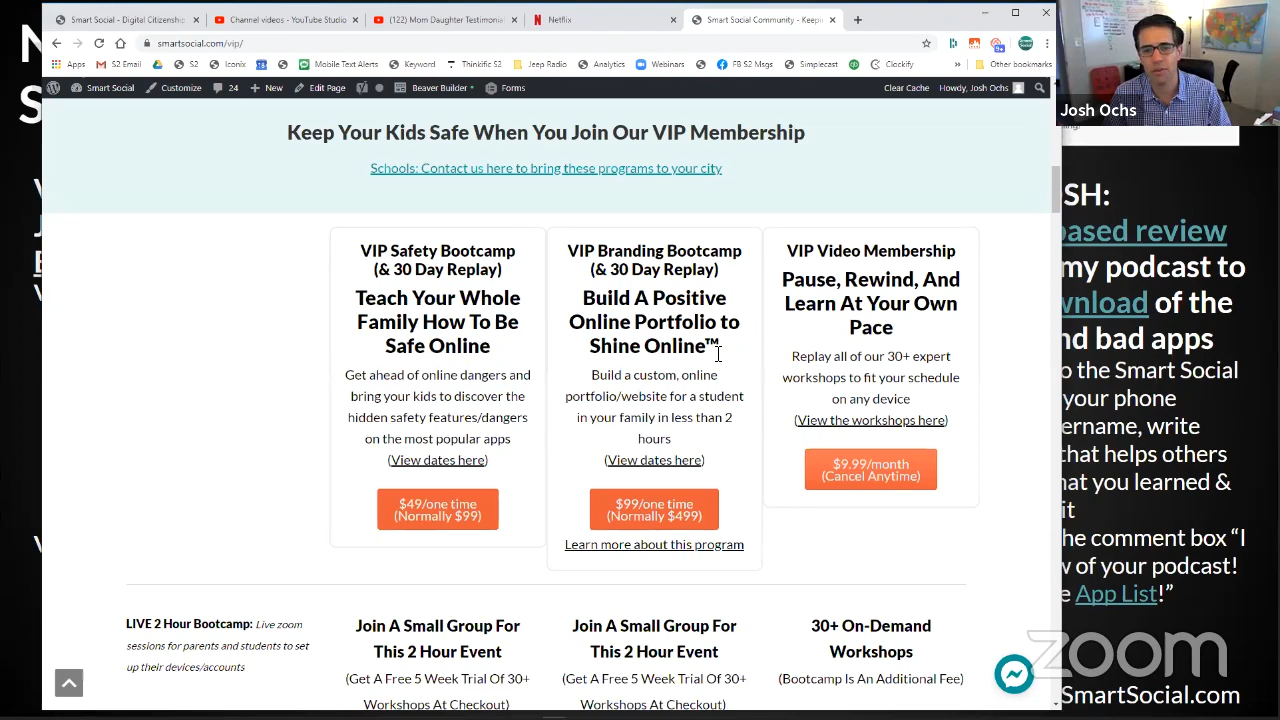 Smart Social - Digital Citizenship
Channel videos - YouTube Studio
(122) Mom Daughter Testimonia
Netflix
Smart Social Community - Keepi
smartsocial.com/vip/
Apps
S2 Email
S2
Iconix
Mobile Text Alerts
Keyword
Thinkific S2
Jeep Radio
Analytics
Webinars
FB S2 Msgs
Simplecast
Clockify
»
Other bookmarks
Smart Social
Customize
24
New
Edit Page
Beaver Builder
Forms
Clear Cache
Howdy, Josh Ochs
Josh Ochs
Keep Your Kids Safe When You Join Our VIP Membership
Schools: Contact us here to bring these programs to your city
VIP Safety Bootcamp
(& 30 Day Replay)
Teach Your Whole
Family How To Be
Safe Online
Get ahead of online dangers and
bring your kids to discover the
hidden safety features/dangers
on the most popular apps
(View dates here)
$49/one time
(Normally $99)
VIP Branding Bootcamp
(& 30 Day Replay)
Build A Positive
Online Portfolio to
Shine Online™
Build a custom, online
portfolio/website for a student
in your family in less than 2
hours
(View dates here)
$99/one time
(Normally $499)
Learn more about this program
VIP Video Membership
Pause, Rewind, And
Learn At Your Own
Pace
Replay all of our 30+ expert
workshops to fit your schedule
on any device
(View the workshops here)
$9.99/month
(Cancel Anytime)
LIVE 2 Hour Bootcamp: Live zoom
sessions for parents and students to set
up their devices/accounts
Join A Small Group For
This 2 Hour Event
(Get A Free 5 Week Trial Of 30+
Workshops At Checkout)
Join A Small Group For
This 2 Hour Event
(Get A Free 5 Week Trial Of 30+
Workshops At Checkout)
30+ On-Demand
Workshops
(Bootcamp Is An Additional Fee)
SH:
ased review
my podcast to
wnload of the
nd bad apps
o the Smart Social
your phone
ername, write
that helps others
hat you learned &
it
he comment box “I
w of your podcast!
e App List!”
zoom
SmartSocial.com